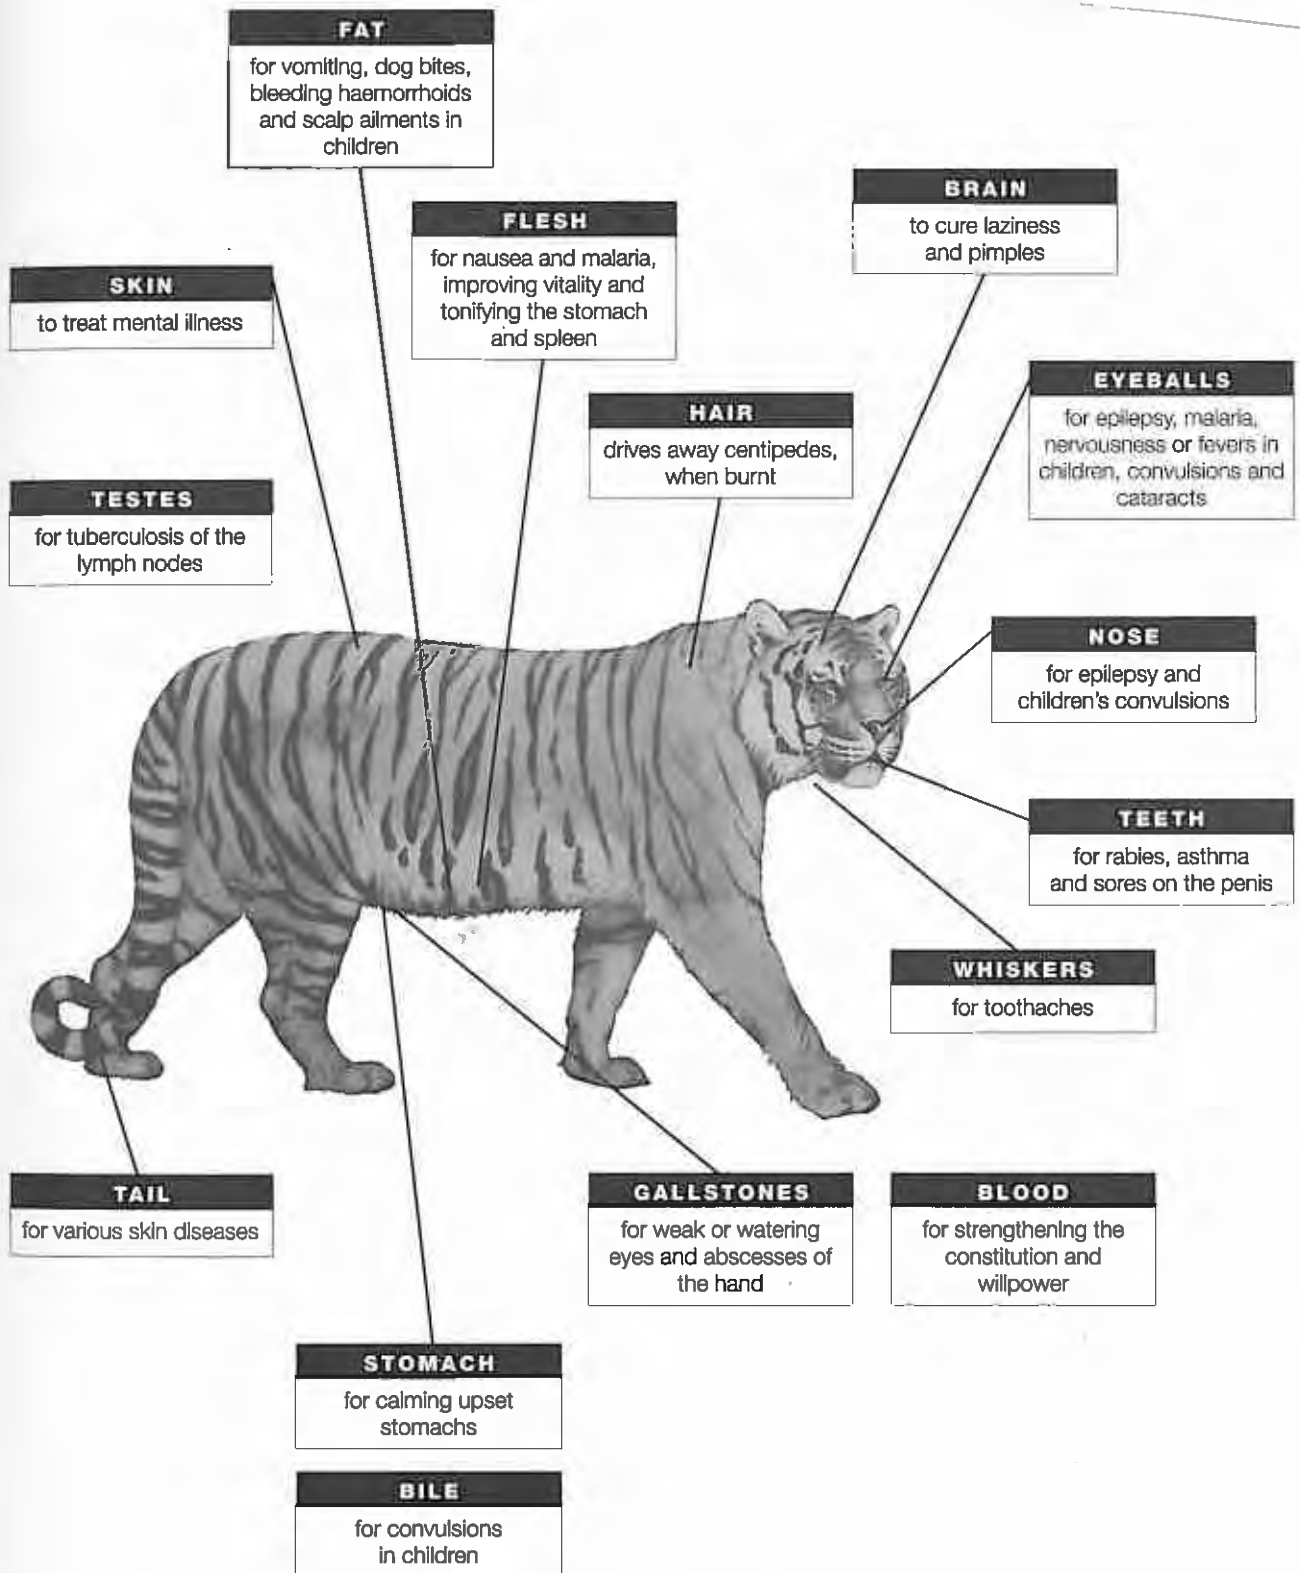 FAT
for vomiting, dog bites,
bleeding haemorrhoids
and scalp ailments in
children
BRAIN
to cure laziness
and pimples
FLESH
for nausea and malaria,
improving vitality and
tonifying the stomach
and spleen
SKIN
to treat mental illness
EYEBALLS
for epilepsy, malaria,
nervousness or fevers in
children, convulsions and
cataracts
HAIR
drives away centipedes,
when burnt
TESTES
for tuberculosis of the
lymph nodes
NOSE
for epilepsy and
children's convulsions
TEETH
for rabies, asthma
and sores on the penis
WHISKERS
for toothaches
TAIL
for various skin diseases
GALLSTONES
for weak or watering
eyes and abscesses of
the hand
BLOOD
for strengthening the
constitution and
willpower
STOMACH
for calming upset
stomachs
BILE
for convulsions
in children